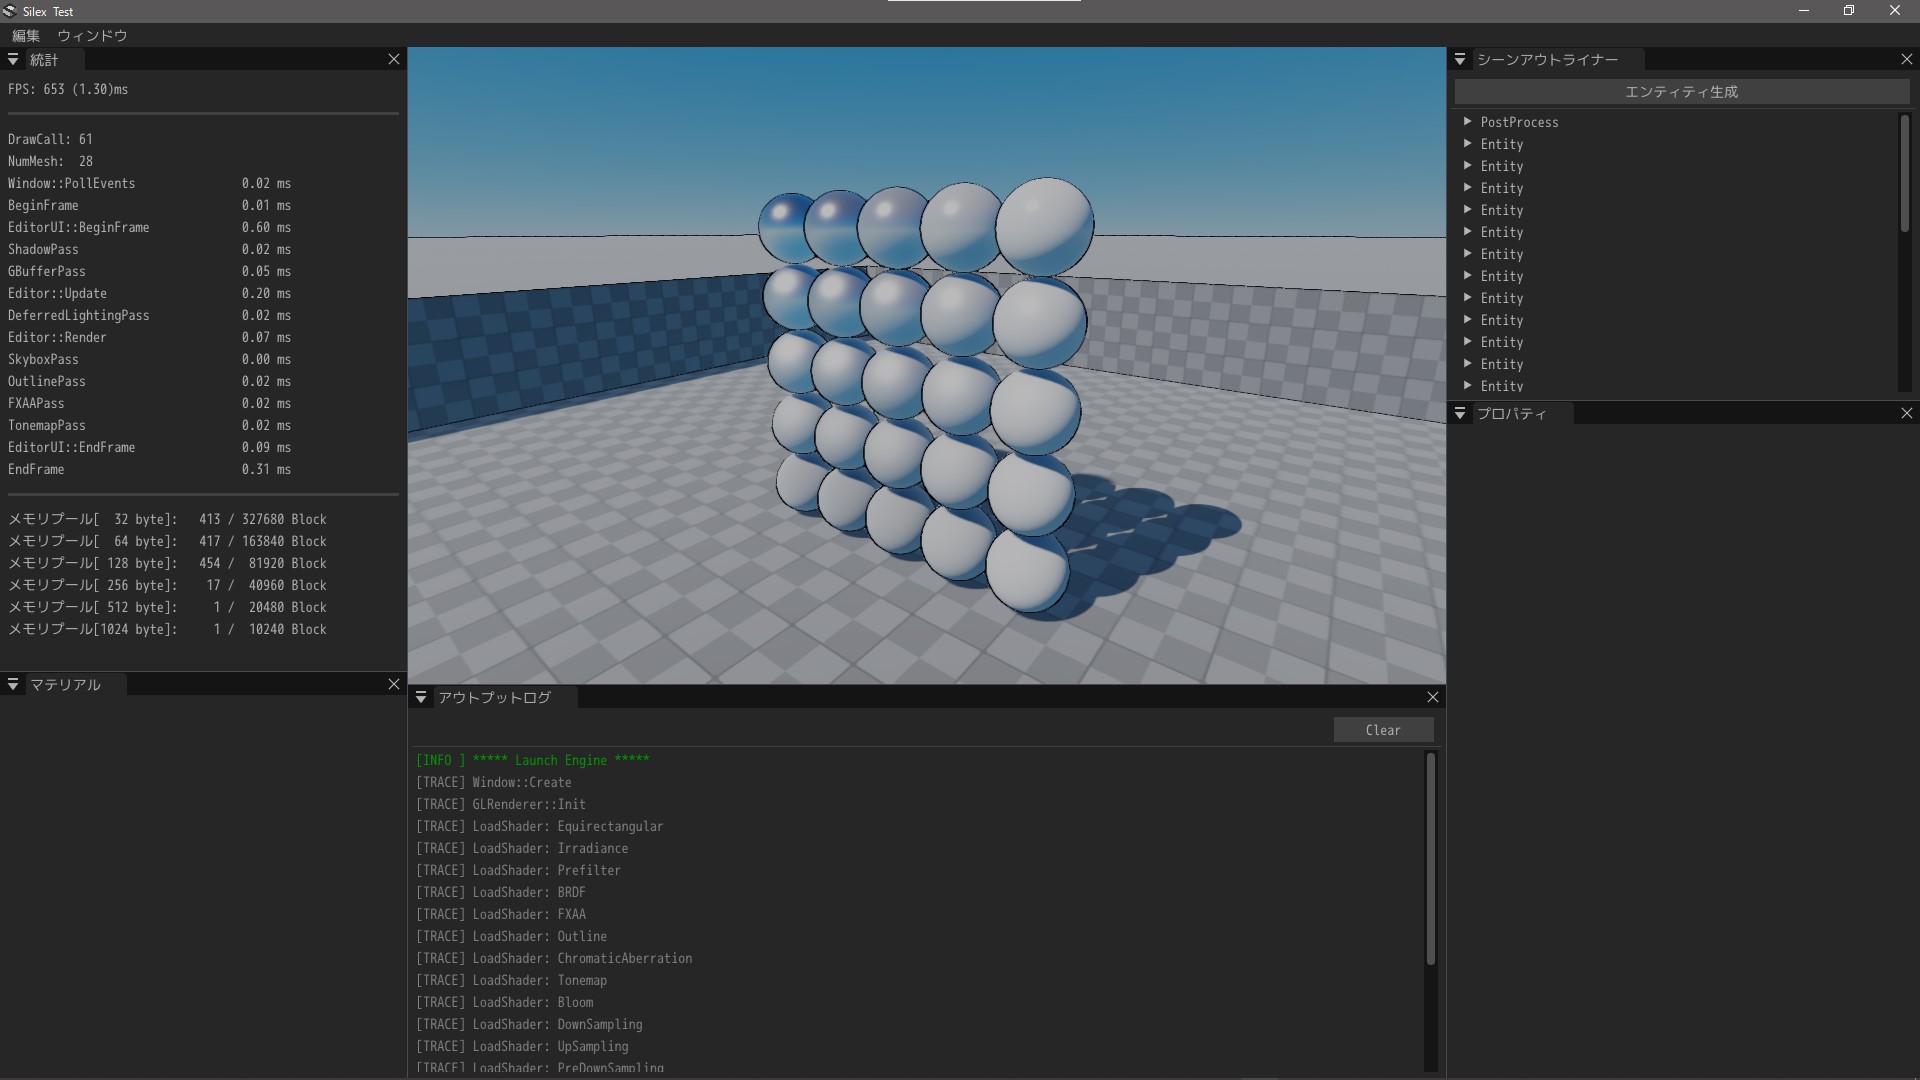 Silex Test
編集 ウィンドウ
統計
FPS: 653 (1.30)ms
DrawCall: 61
NumMesh: 28
Window::PollEvents 0.02 ms
BeginFrame 0.01 ms
EditorUI::BeginFrame 0.60 ms
ShadowPass 0.02 ms
GBufferPass 0.05 ms
Editor::Update 0.20 ms
DeferredLightingPass 0.02 ms
Editor::Render 0.07 ms
SkyboxPass 0.00 ms
OutlinePass 0.02 ms
FXAAPass 0.02 ms
TonemapPass 0.02 ms
EditorUI::EndFrame 0.09 ms
EndFrame 0.31 ms
メモリプール[ 32 byte]: 413 / 327680 Block
メモリプール[ 64 byte]: 417 / 163840 Block
メモリプール[ 128 byte]: 454 / 81920 Block
メモリプール[ 256 byte]: 17 / 40960 Block
メモリプール[ 512 byte]: 1 / 20480 Block
メモリプール[1024 byte]: 1 / 10240 Block
マテリアル
アウトプットログ
Clear
[INFO ] ***** Launch Engine *****
[TRACE] Window::Create
[TRACE] GLRenderer::Init
[TRACE] LoadShader: Equirectangular
[TRACE] LoadShader: Irradiance
[TRACE] LoadShader: Prefilter
[TRACE] LoadShader: BRDF
[TRACE] LoadShader: FXAA
[TRACE] LoadShader: Outline
[TRACE] LoadShader: ChromaticAberration
[TRACE] LoadShader: Tonemap
[TRACE] LoadShader: Bloom
[TRACE] LoadShader: DownSampling
[TRACE] LoadShader: UpSampling
[TRACE] LoadShader: PreDownSampling
シーンアウトライナー
エンティティ生成
PostProcess
Entity
Entity
Entity
Entity
Entity
Entity
Entity
Entity
Entity
Entity
Entity
Entity
プロパティ